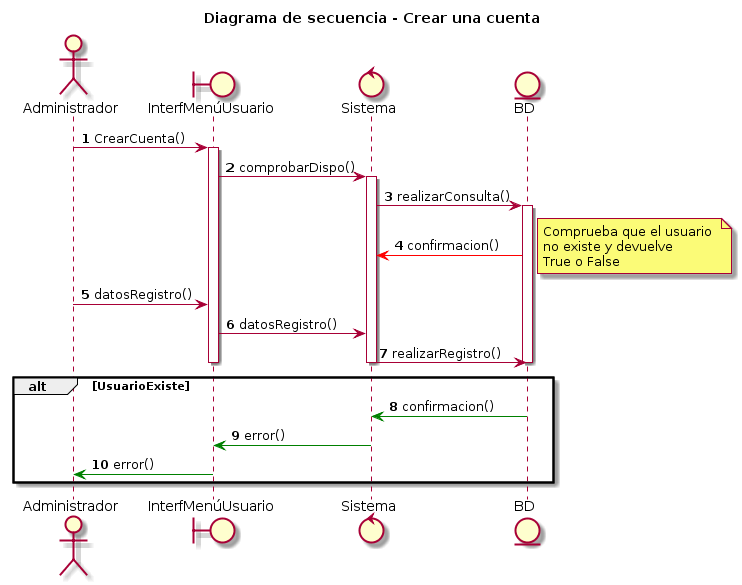 Diagrama de secuencia - Crear una cuenta
Administrador
InterfMenúUsuario
Sistema
BD
1 CrearCuenta()
2 comprobarDispo()
3 realizarConsulta()
Comprueba que el usuario
no existe y devuelve
True o False
4 confirmacion()
5 datosRegistro()
6 datosRegistro()
7 realizarRegistro()
alt [UsuarioExiste]
8 confirmacion()
9 error()
10 error()
Administrador
InterfMenúUsuario
Sistema
BD